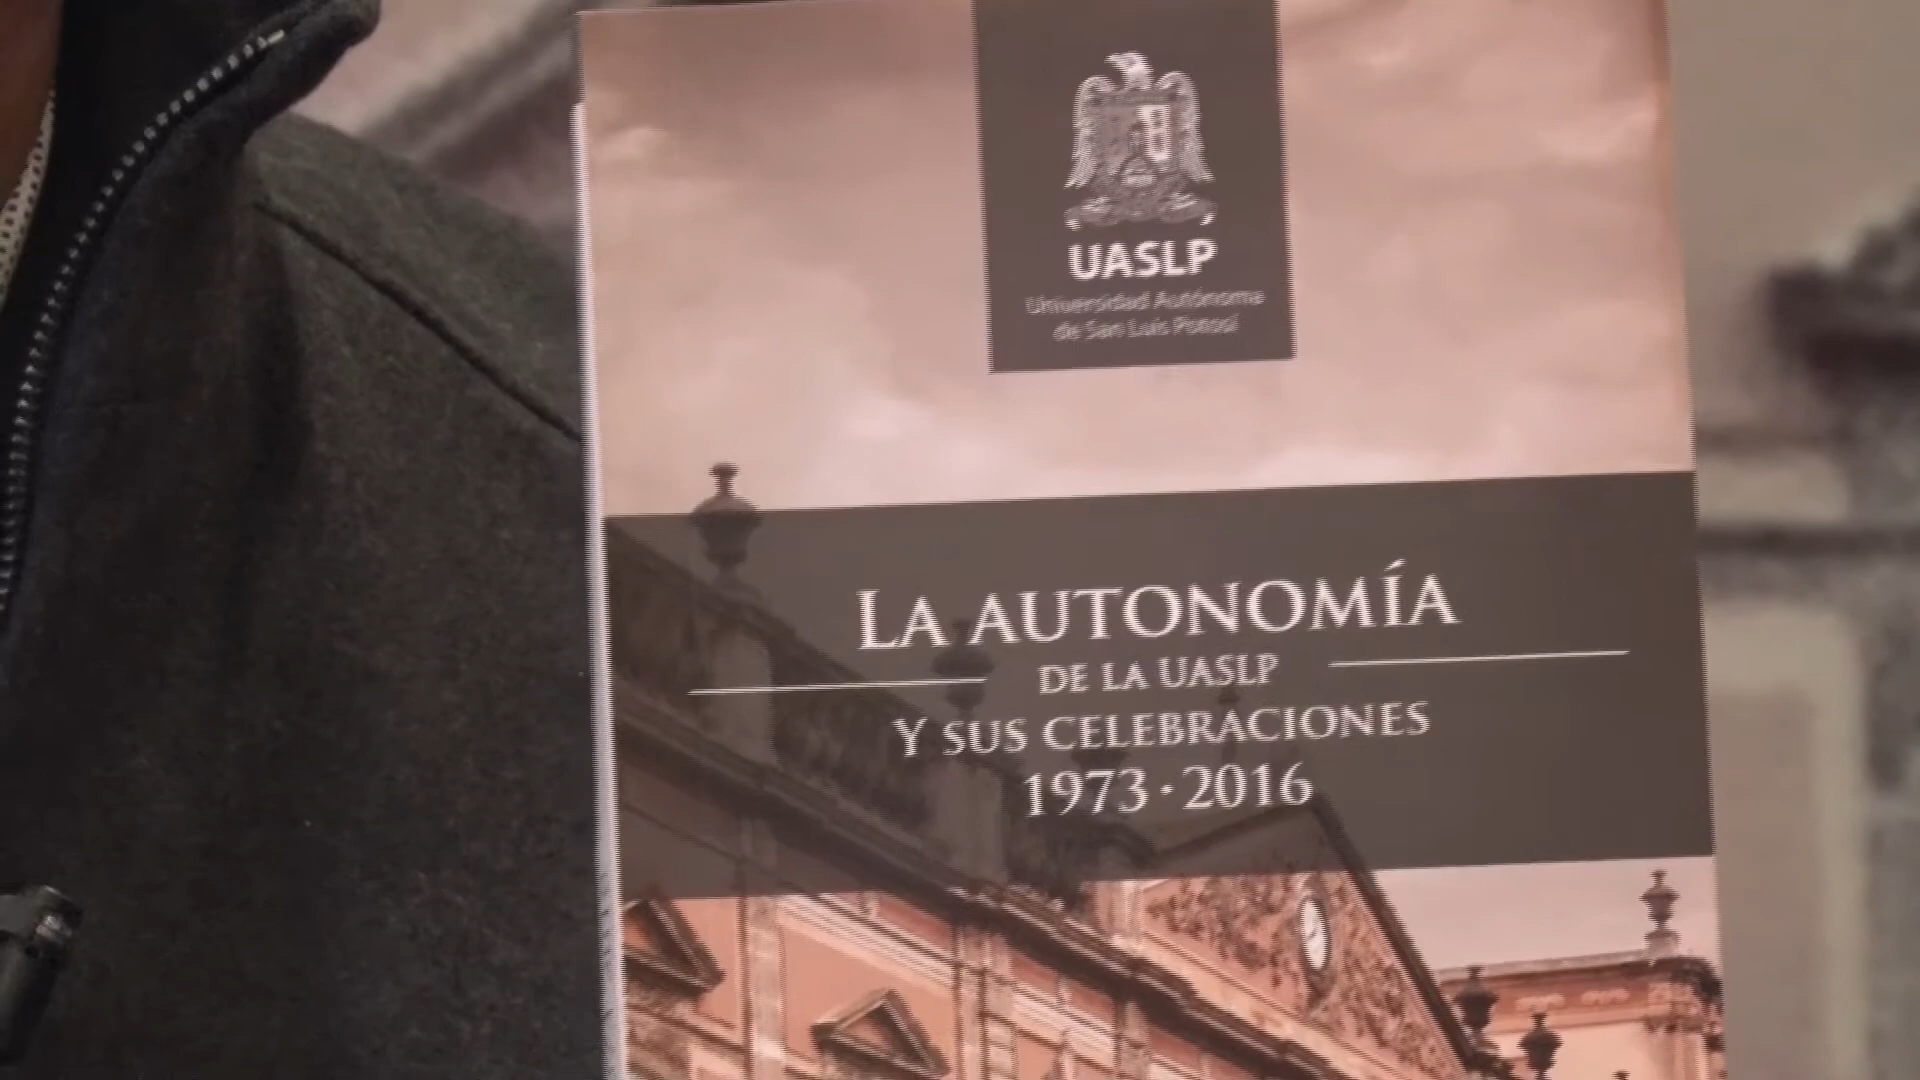 UASLP
Universidad Autónoma
de San Luis Potosí
LA AUTONOMÍA
DE LA UASLP
Y SUS CELEBRACIONES
1973 · 2016